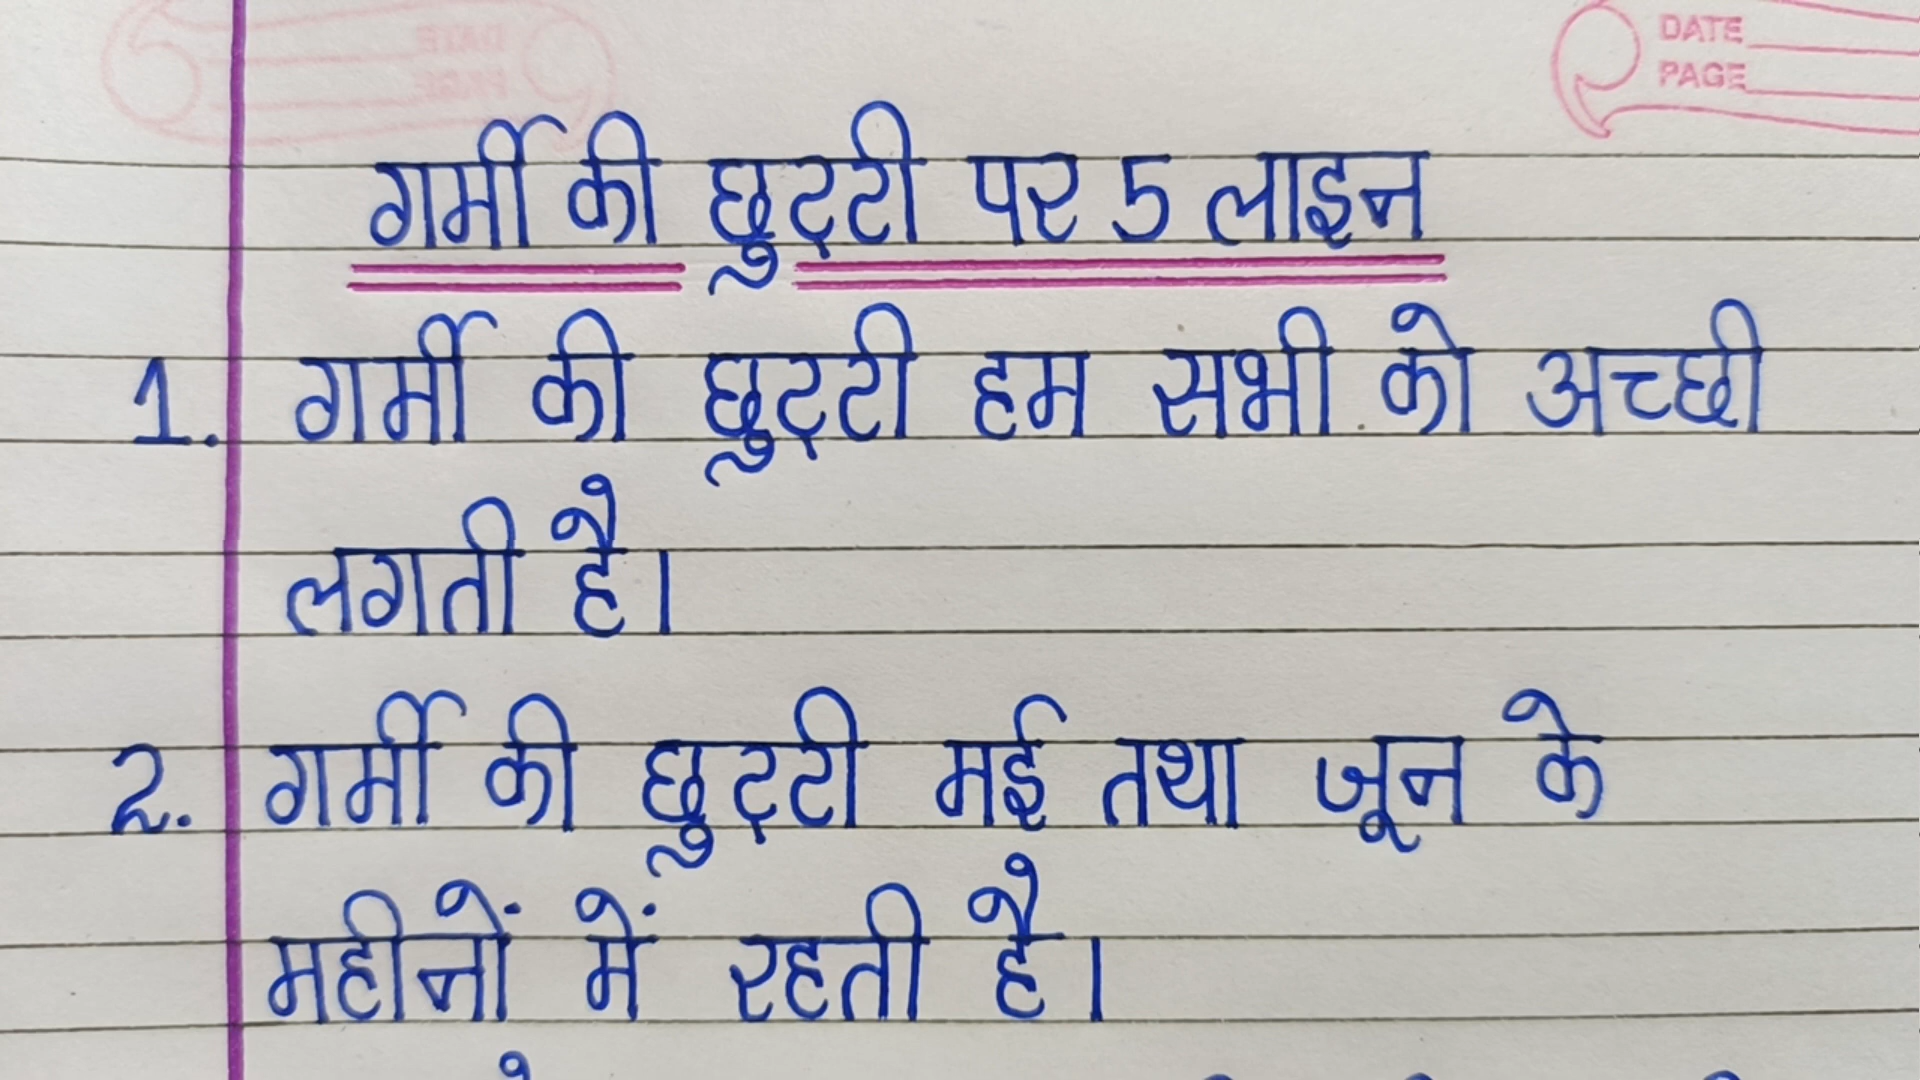 DATE
PAGE
गर्मी की छुट्टी पर 5 लाइन
1. गर्मी की छुट्टी हम सभी को अच्छी
लगती है।
2. गर्मी की छुट्टी मई तथा जून के
महीनों में रहती है।